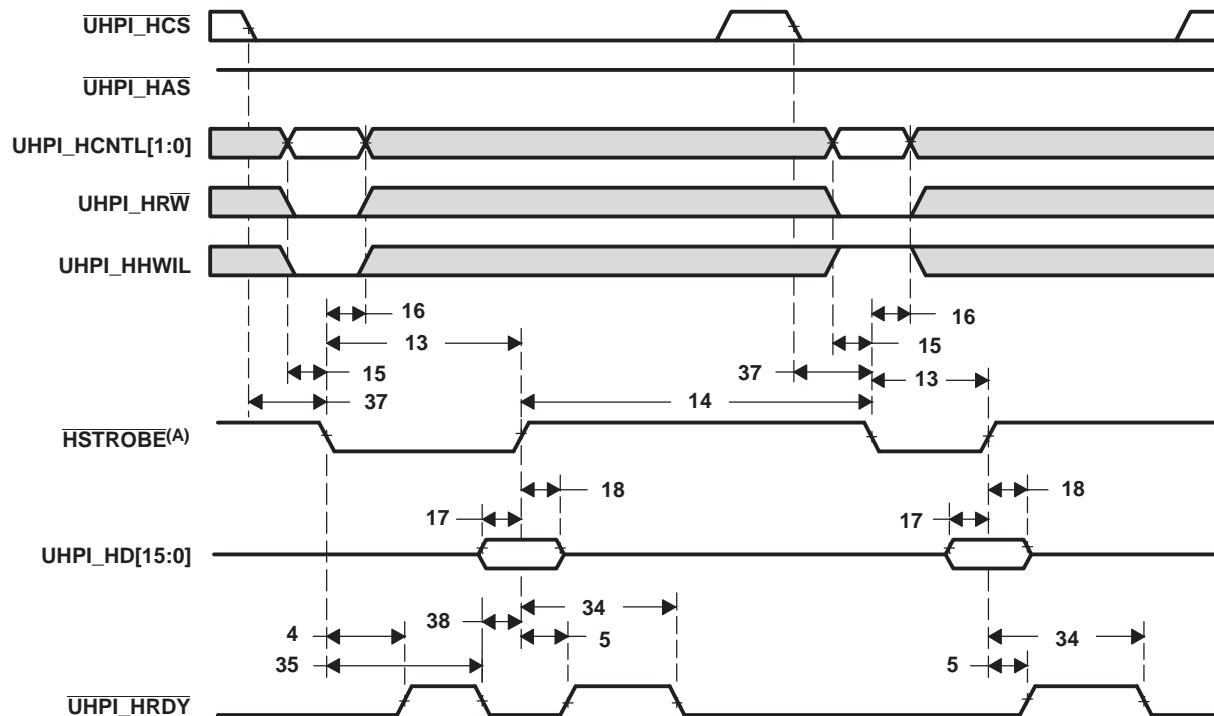 UHPI_HCS
UHPI_HAS
UHPI_HCNTL[1:0]
UHPI_HRW
UHPI_HHWIL
16 16
13 15
15 37 13
37 14
HSTROBE(A)
18 18
17 17
UHPI_HD[15:0]
38 34
4 5 34
35 5
UHPI_HRDY